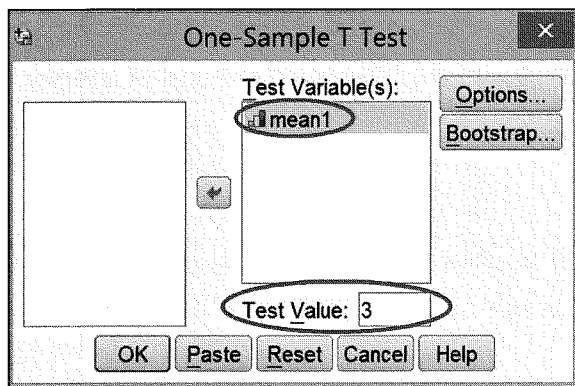 One-Sample T Test
Test Variable(s):
mean1
Options...
Bootstrap...
Test Value: 3
OK Paste Reset Cancel Help